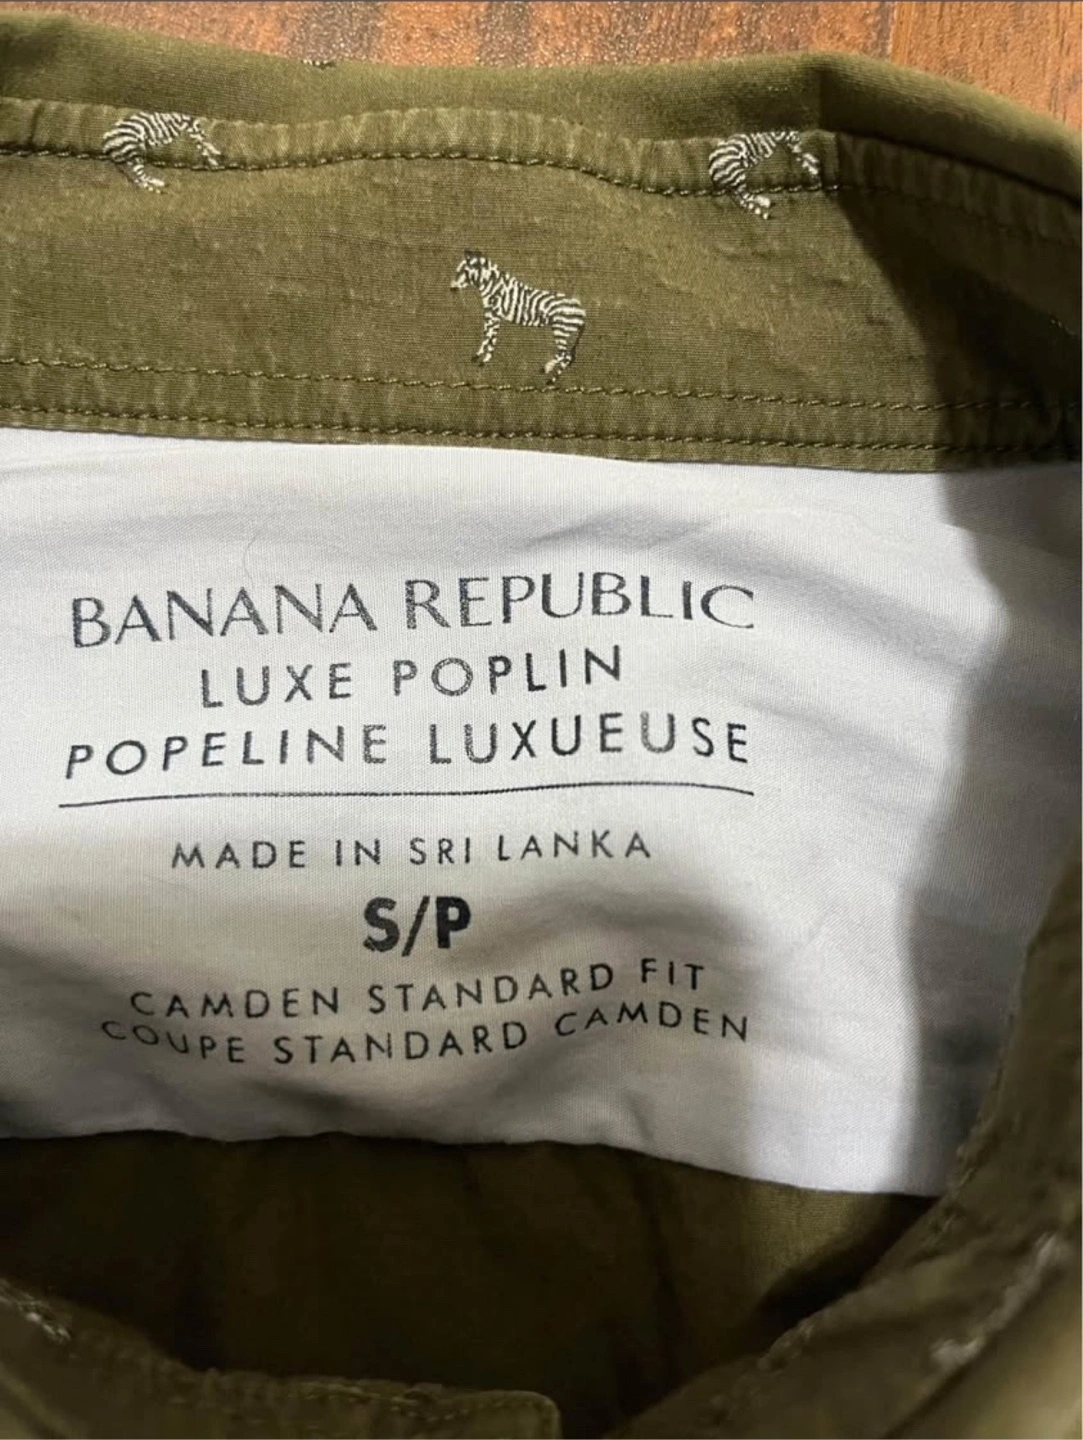 BANANA REPUBLIC
LUXE POPLIN
POPELINE LUXUEUSE
MADE IN SRI LANKA
S/P
CAMDEN STANDARD FIT
COUPE STANDARD CAMDEN